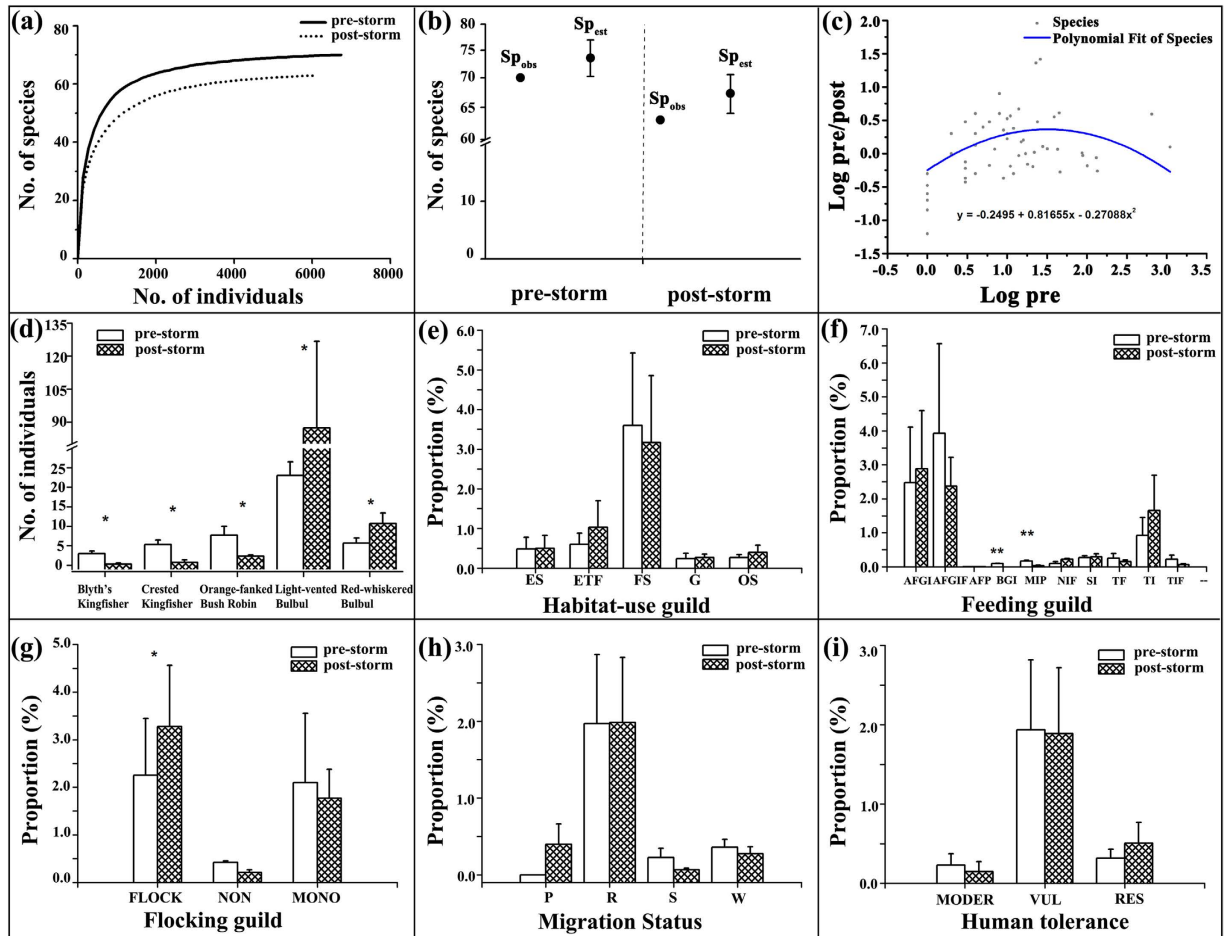 (a)
pre-storm
post-storm
No. of species
80
60
40
20
0
0 2000 4000 6000 8000
No. of individuals
(b)
No. of species
80
75
70
65
60
10
0
Sp_obs
Sp_est
Sp_obs
Sp_est
pre-storm post-storm
(c)
Species
Polynomial Fit of Species
Log pre/post
2.0
1.5
1.0
0.5
0.0
-0.5
-1.0
-1.5
y = -0.2495 + 0.81655x - 0.27088x²
-0.5 0.0 0.5 1.0 1.5 2.0 2.5 3.0 3.5
Log pre
(d)
pre-storm
post-storm
No. of individuals
135
120
105
90
25
20
15
10
5
0
* * * * *
Blyth's Kingfisher
Crested Kingfisher
Orange-fanked Bush Robin
Light-vented Bulbul
Red-whiskered Bulbul
(e)
pre-storm
post-storm
Proportion (%)
6.0
5.0
4.0
3.0
2.0
1.0
0.0
ES ETF FS G OS
Habitat-use guild
(f)
pre-storm
post-storm
Proportion (%)
7.0
6.0
5.0
4.0
3.0
2.0
1.0
0.0
** **
AFGI AFGIF AFP BGI MIP NIF SI TF TI TIF --
Feeding guild
(g)
pre-storm
post-storm
Proportion (%)
5.0
4.0
3.0
2.0
1.0
0.0
*
FLOCK NON MONO
Flocking guild
(h)
pre-storm
post-storm
Proportion (%)
3.0
2.0
1.0
0.0
P R S W
Migration Status
(i)
pre-storm
post-storm
Proportion (%)
3.0
2.0
1.0
0.0
MODER VUL RES
Human tolerance